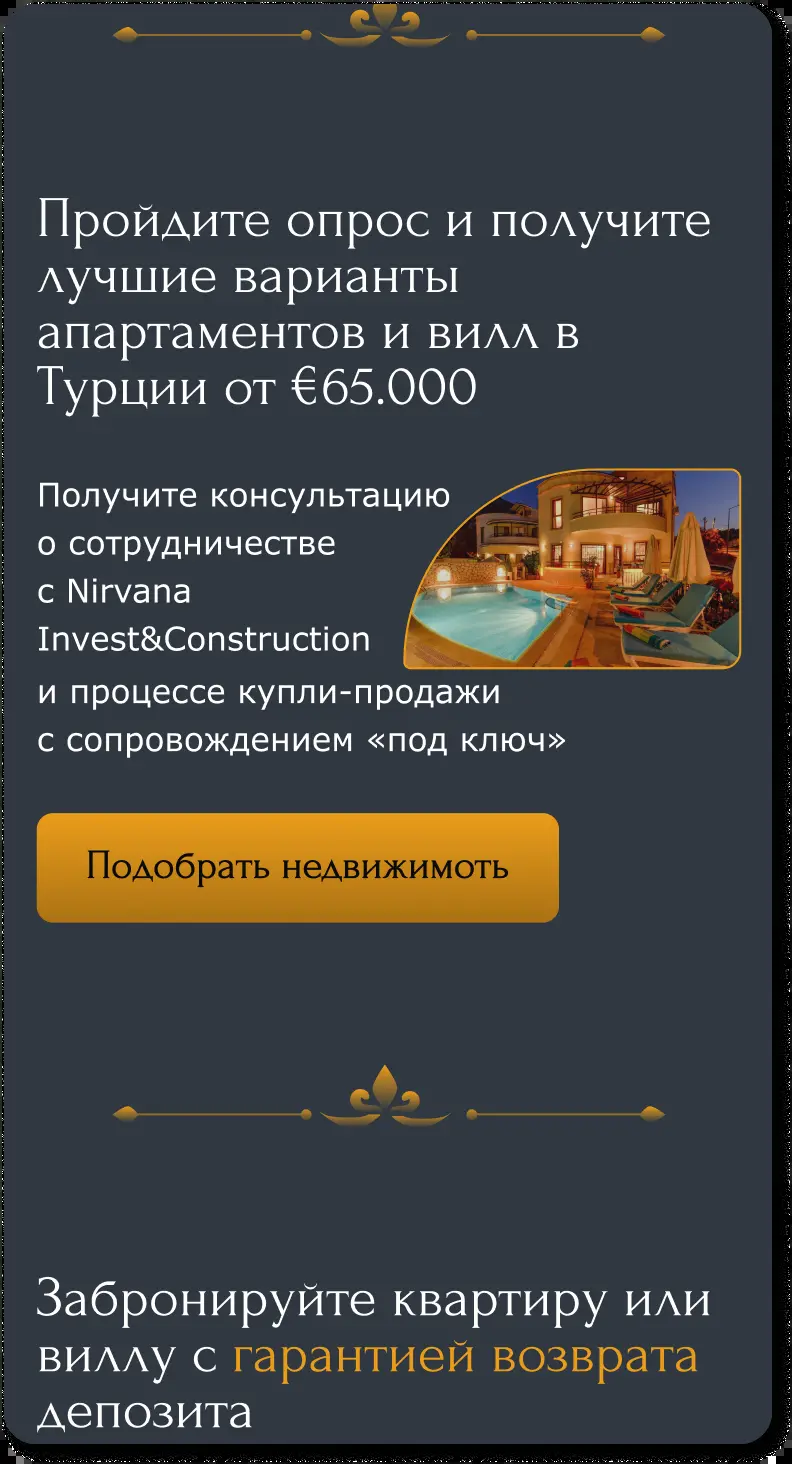 Пройдите опрос и получите
лучшие варианты
апартаментов и вилл в
Турции от €65.000
Получите консультацию
о сотрудничестве
с Nirvana
Invest&Construction
и процессе купли-продажи
с сопровождением «под ключ»
Подобрать недвижимоть
Забронируйте квартиру или
виллу с гарантией возврата
депозита